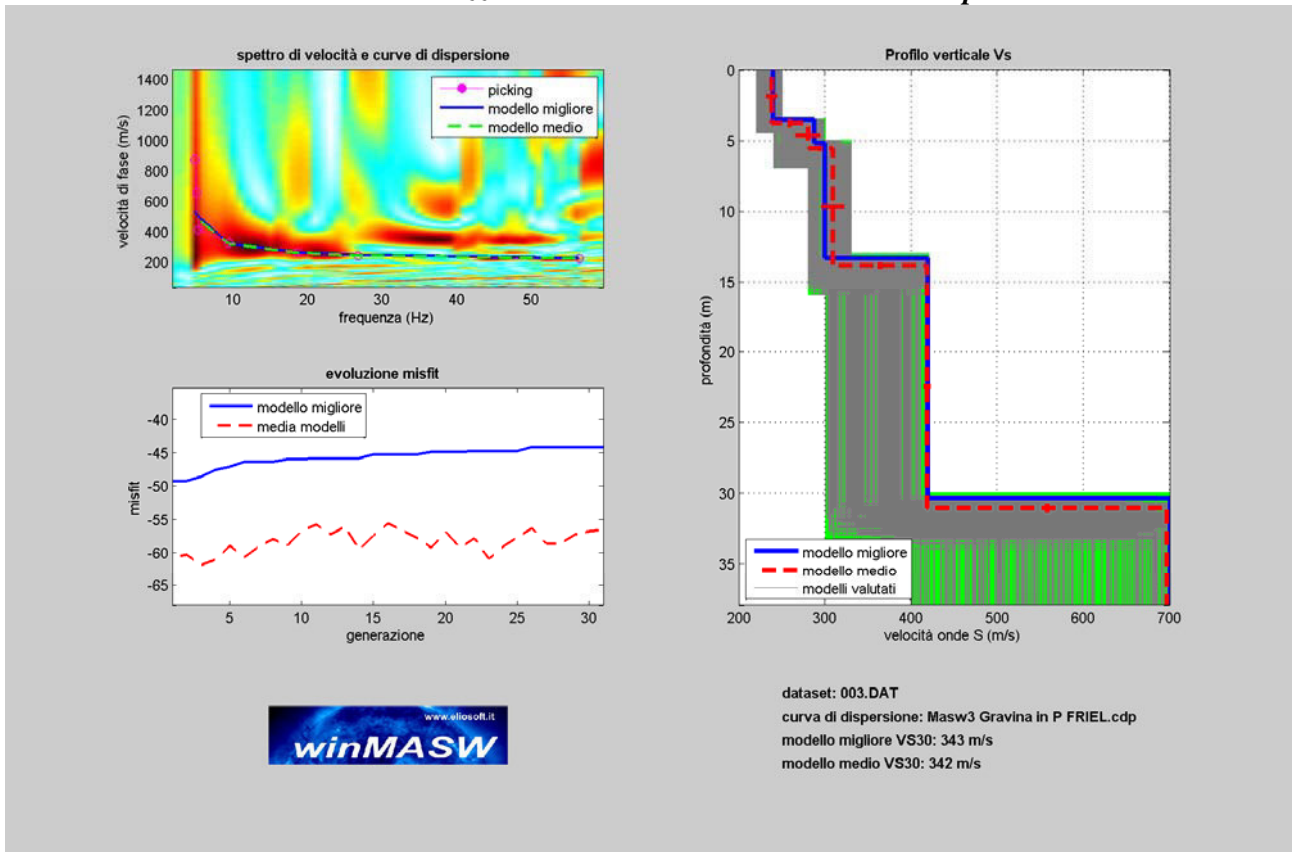 spettro di velocità e curve di dispersione
1400
1200
1000
800
600
400
200
velocità di fase (m/s)
picking
modello migliore
modello medio
10 20 30 40 50
frequenza (Hz)
evoluzione misfit
-40
-45
-50
-55
-60
-65
misfit
modello migliore
media modelli
5 10 15 20 25 30
generazione
Profilo verticale Vs
0
5
10
15
20
25
30
35
profondità (m)
modello migliore
modello medio
modelli valutati
200 300 400 500 600 700
velocità onde S (m/s)
www.eliosoft.it
winMASW
dataset: 003.DAT
curva di dispersione: Masw3 Gravina in P FRIEL.cdp
modello migliore VS30: 343 m/s
modello medio VS30: 342 m/s